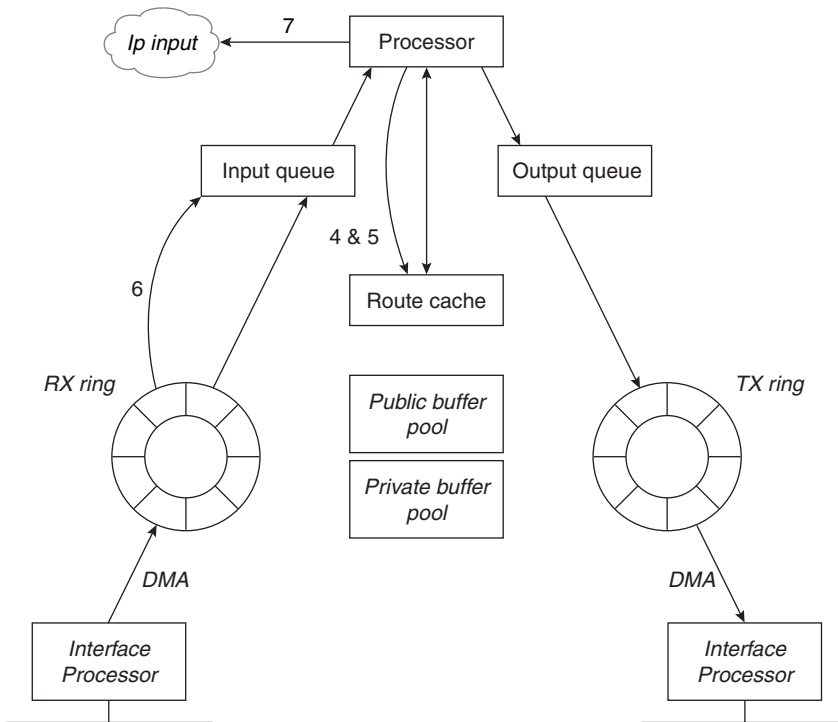 7
Ip input
Processor
Input queue
Output queue
4 & 5
6
Route cache
RX ring
TX ring
Public buffer
pool
Private buffer
pool
DMA
DMA
Interface
Processor
Interface
Processor